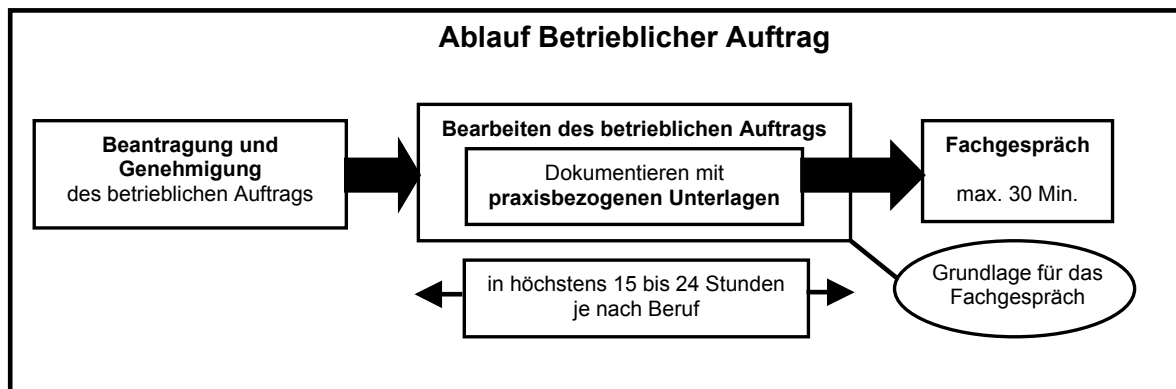 Ablauf Betrieblicher Auftrag
Beantragung und
Genehmigung
des betrieblichen Auftrags
Bearbeiten des betrieblichen Auftrags
Dokumentieren mit
praxisbezogenen Unterlagen
Fachgespräch
max. 30 Min.
in höchstens 15 bis 24 Stunden
je nach Beruf
Grundlage für das
Fachgespräch